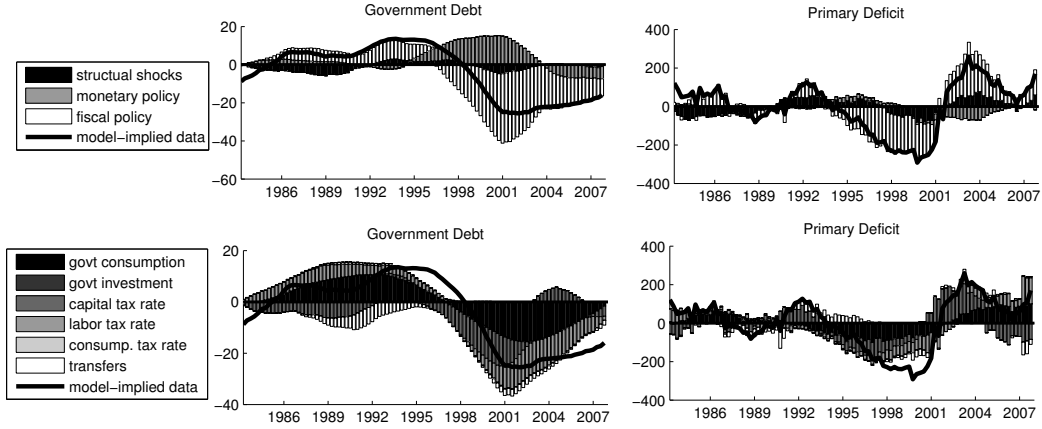 Government Debt
20
0
−20
−40
−60
1986 1989 1992 1995 1998 2001 2004 2007
Primary Deficit
400
200
0
−200
−400
1986 1989 1992 1995 1998 2001 2004 2007
structual shocks
monetary policy
fiscal policy
model−implied data
Government Debt
20
0
−20
−40
1986 1989 1992 1995 1998 2001 2004 2007
Primary Deficit
400
200
0
−200
−400
1986 1989 1992 1995 1998 2001 2004 2007
govt consumption
govt investment
capital tax rate
labor tax rate
consump. tax rate
transfers
model−implied data